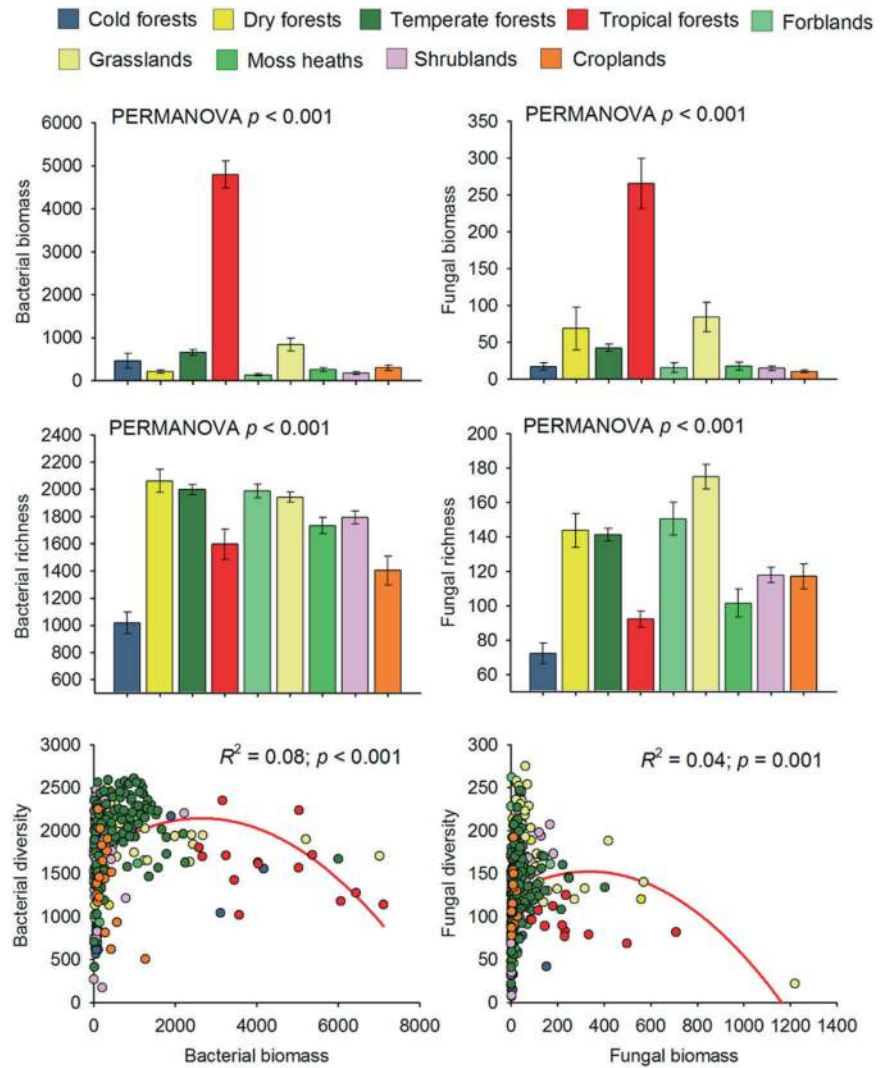 Cold forests Dry forests Temperate forests Tropical forests Forblands
Grasslands Moss heaths Shrublands Croplands
PERMANOVA p < 0.001
6000
5000
4000
3000
2000
1000
0
Bacterial biomass
PERMANOVA p < 0.001
350
300
250
200
150
100
50
0
Fungal biomass
PERMANOVA p < 0.001
2400
2200
2000
1800
1600
1400
1200
1000
800
600
Bacterial richness
PERMANOVA p < 0.001
200
180
160
140
120
100
80
60
Fungal richness
R² = 0.08; p < 0.001
3000
2500
2000
1500
1000
500
0
Bacterial diversity
0 2000 4000 6000 8000
Bacterial biomass
R² = 0.04; p = 0.001
300
250
200
150
100
50
0
Fungal diversity
0 200 400 600 800 1000 1200 1400
Fungal biomass